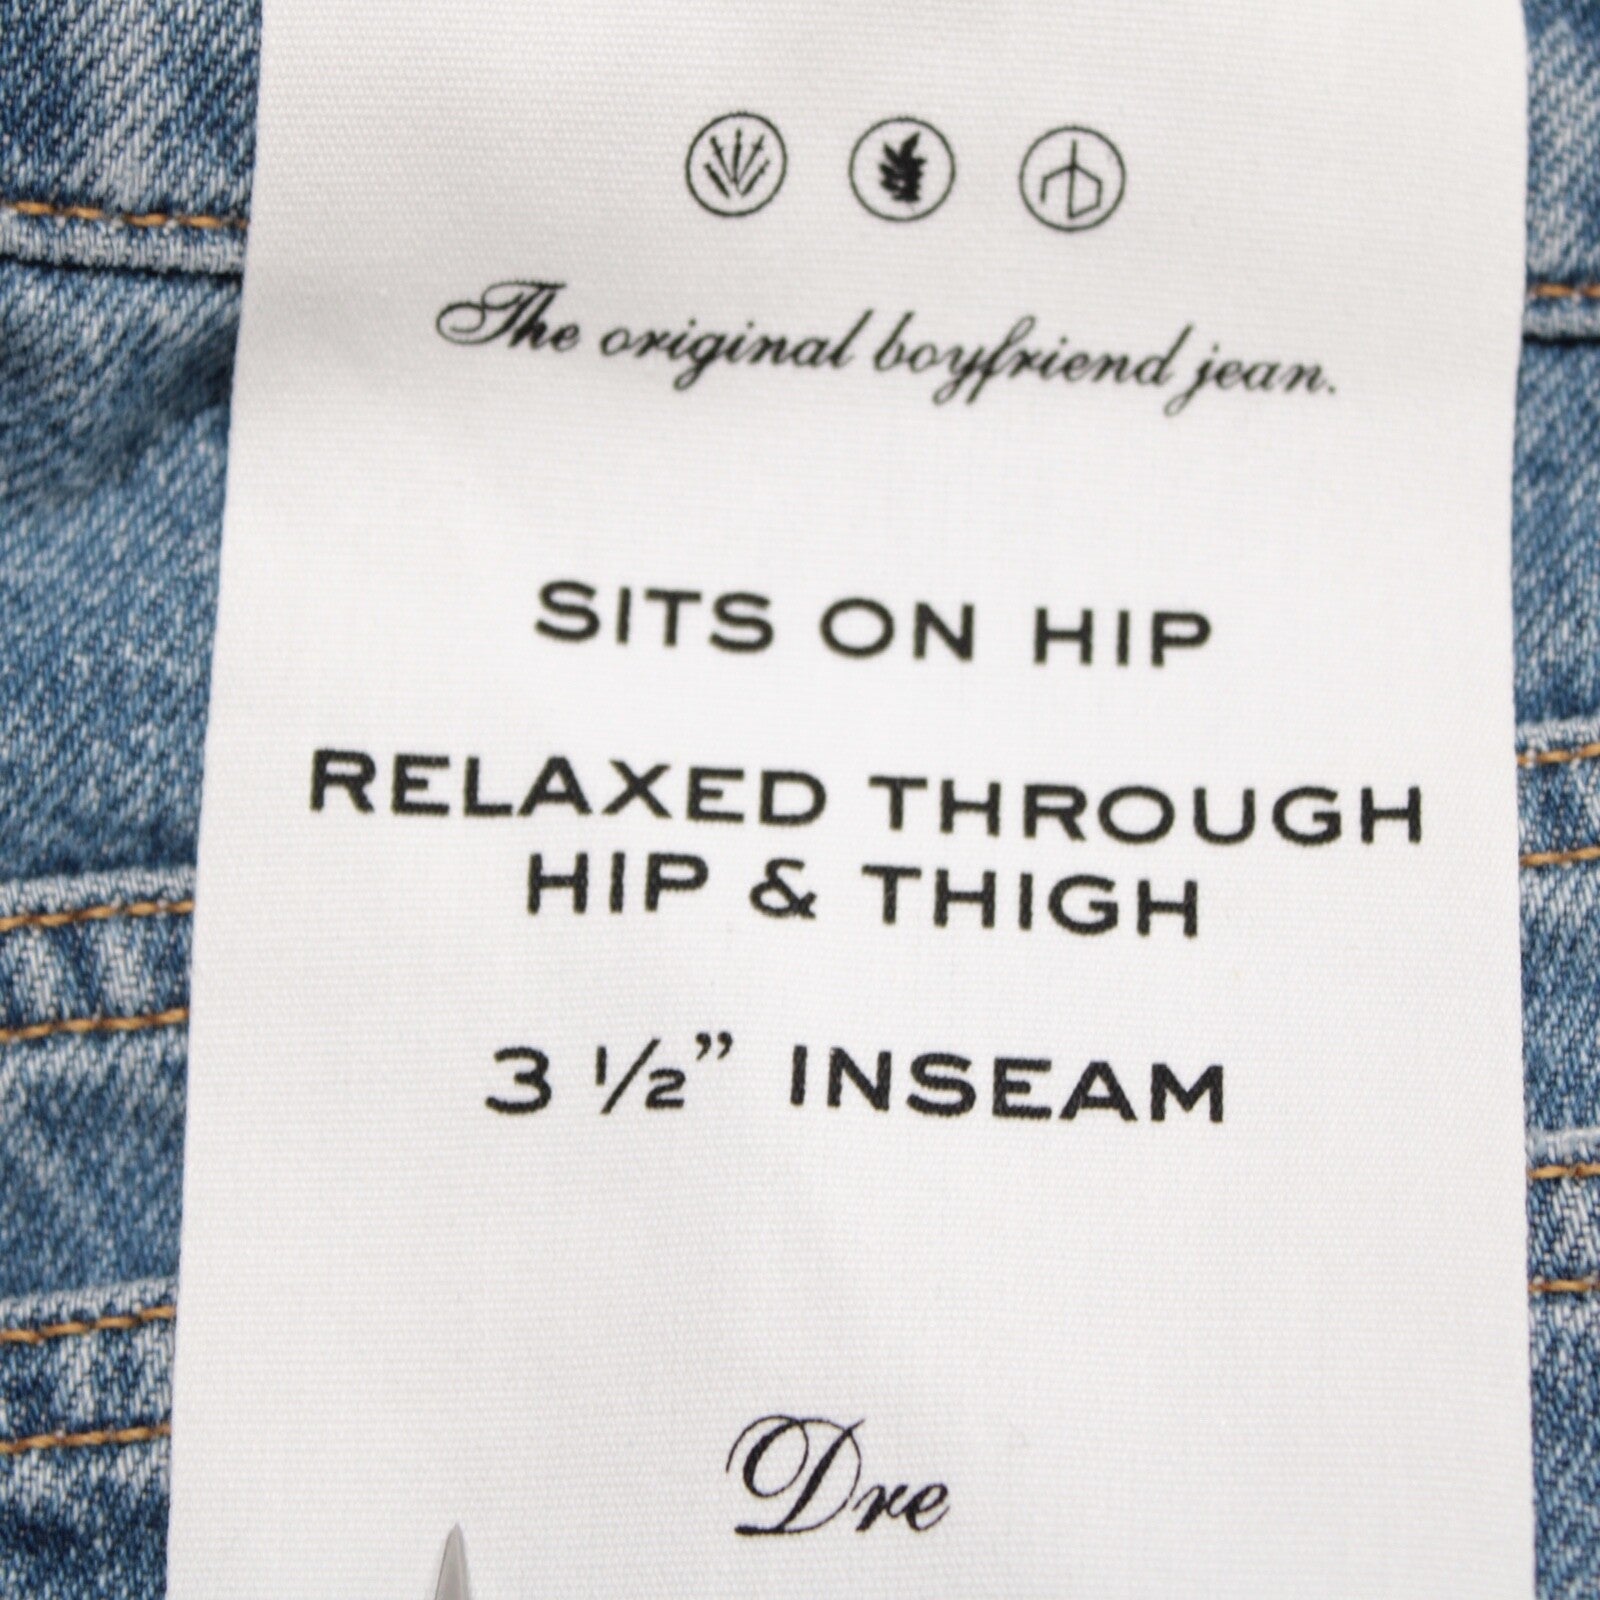 The original boyfriend jean.
SITS ON HIP
RELAXED THROUGH
HIP & THIGH
3 ½” INSEAM
Dre